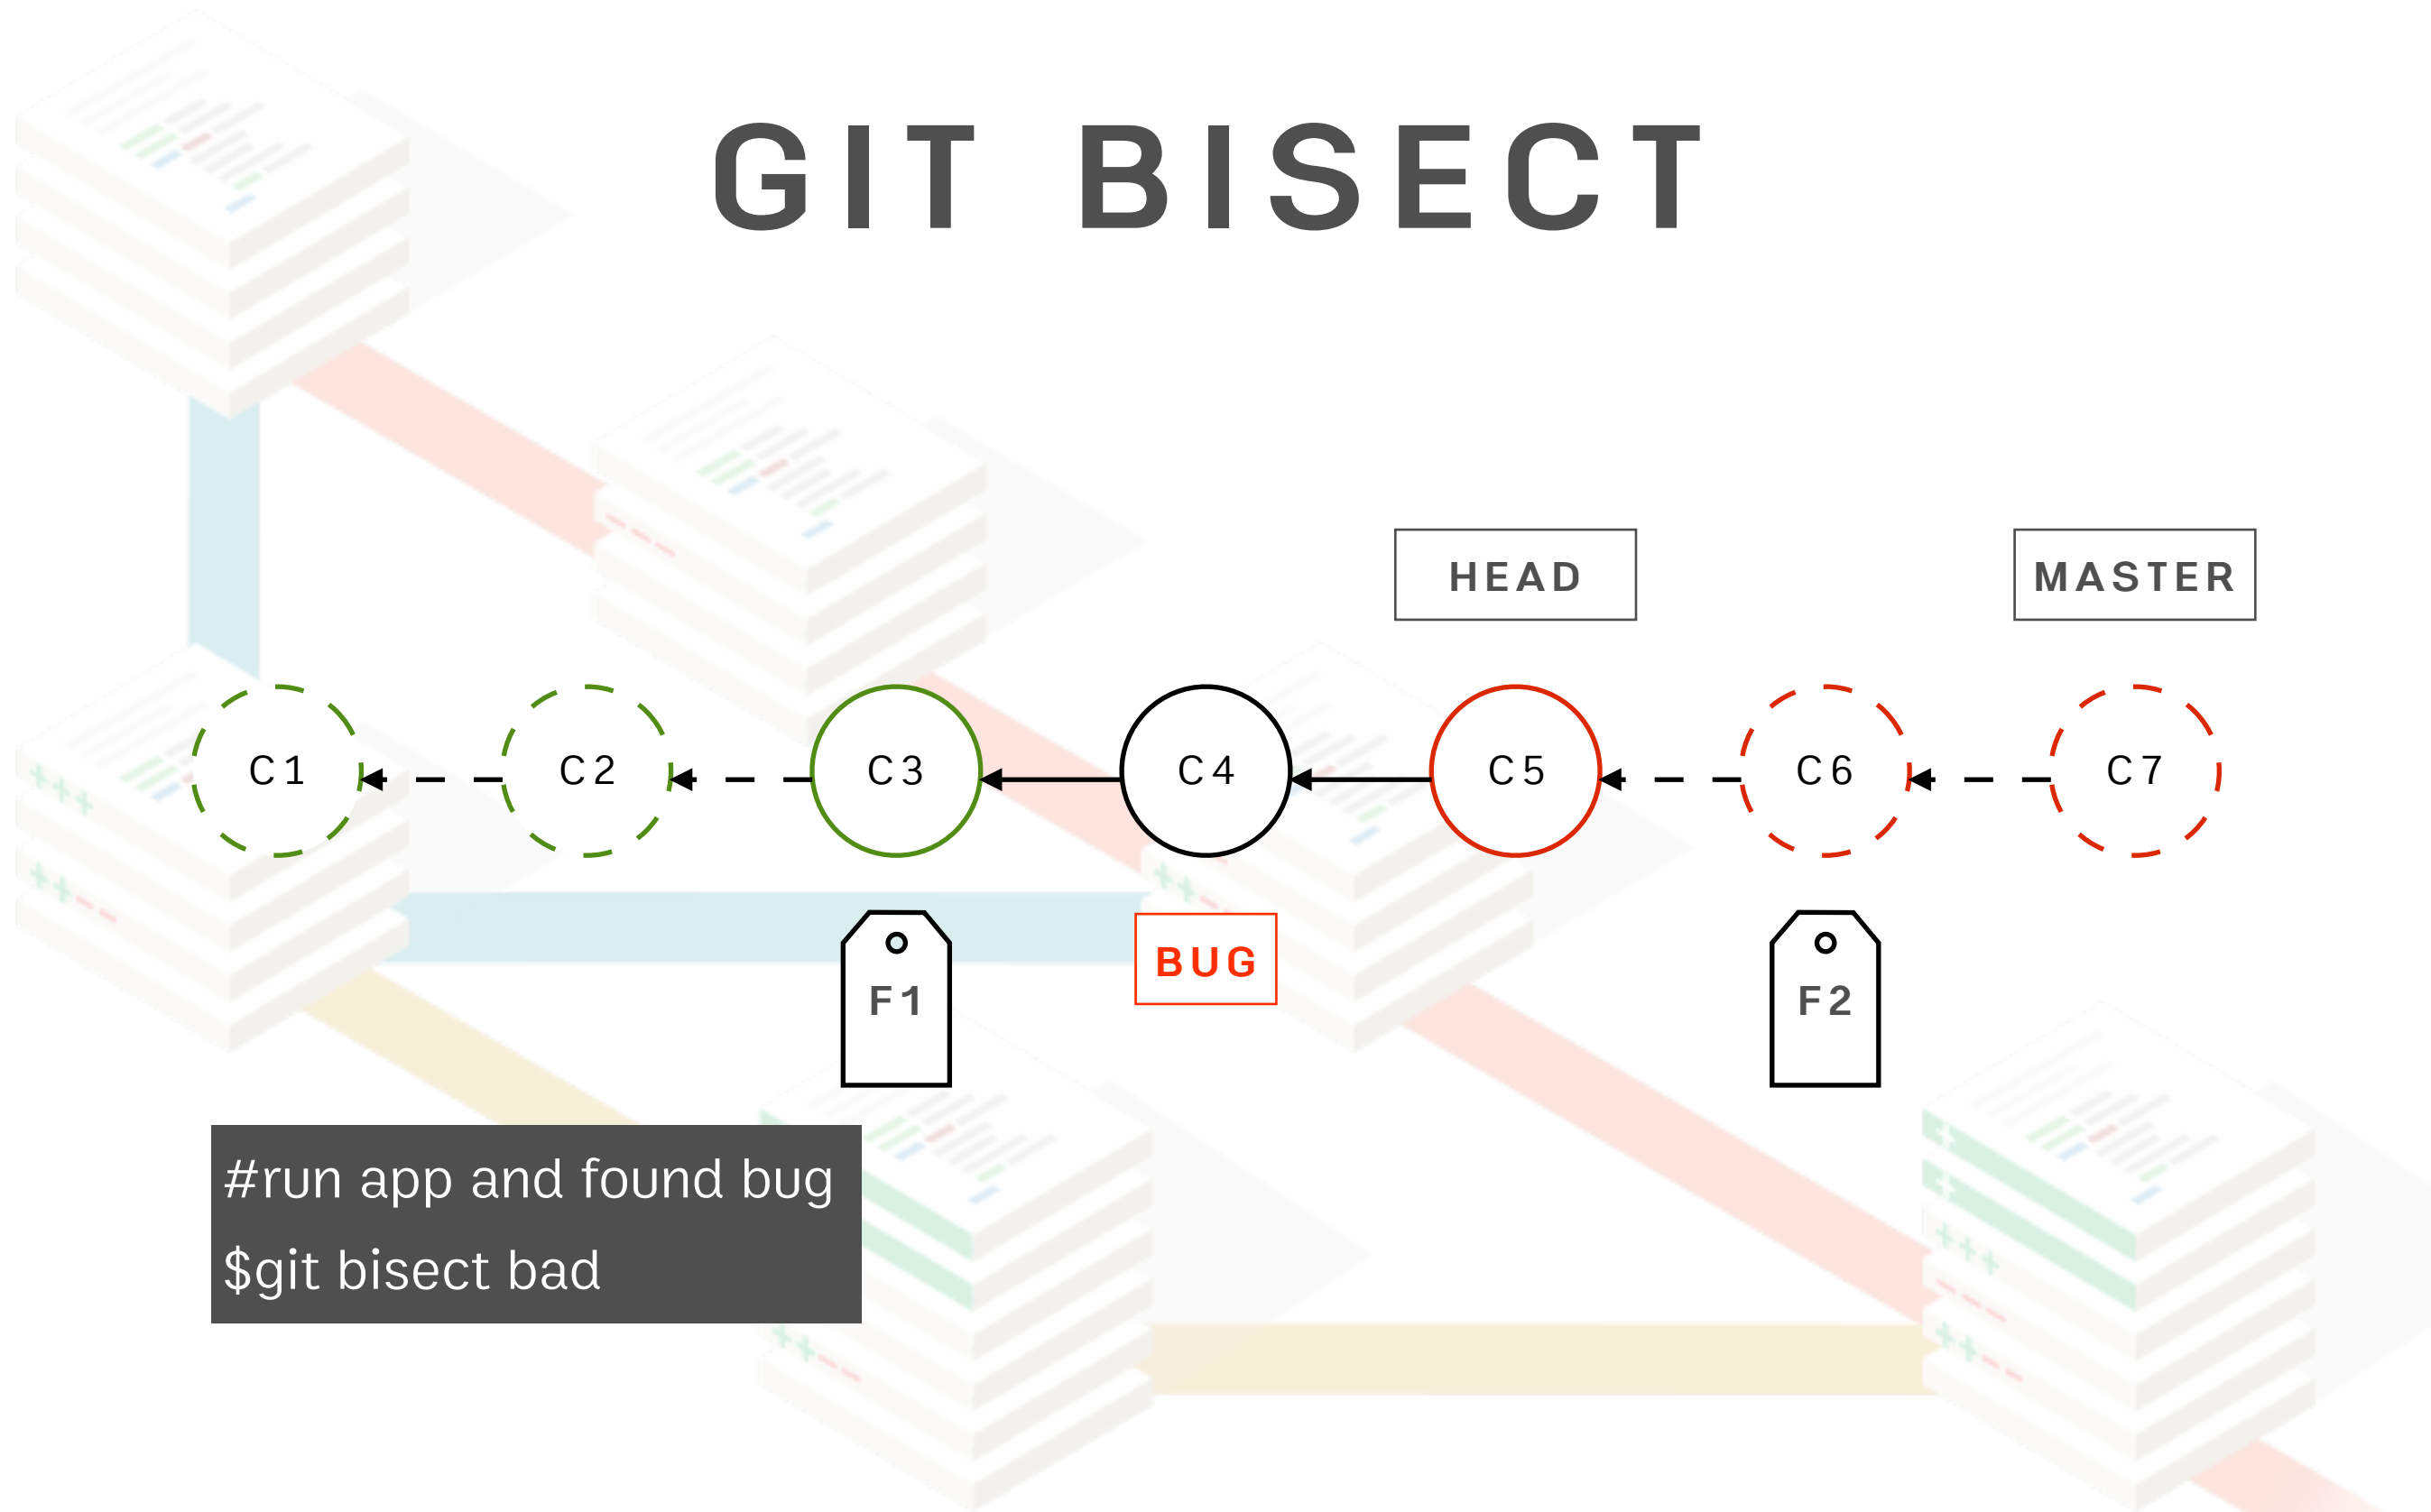 GIT BISECT
HEAD
MASTER
C1
C2
C3
C4
C5
C6
C7
BUG
F1
F2
#run app and found bug
$git bisect bad